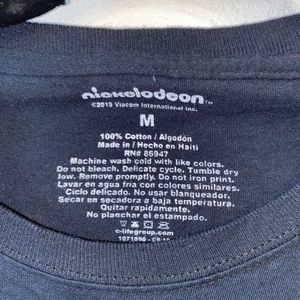 nickelodeon™
©2019 Viacom International Inc.
M
100% Cotton / Algodón
Made in / Hecho en Haiti
RN# 86947
Machine wash cold with like colors.
Do not bleach. Delicate cycle. Tumble dry
low. Remove promptly. Do not iron print.
Lavar en agua fria con colores similares.
Ciclo delicado. No usar blanqueador.
Secar en secadora a baja temperatura.
Quitar rapidamente.
No planchar el estampado.
c-lifegroup.com